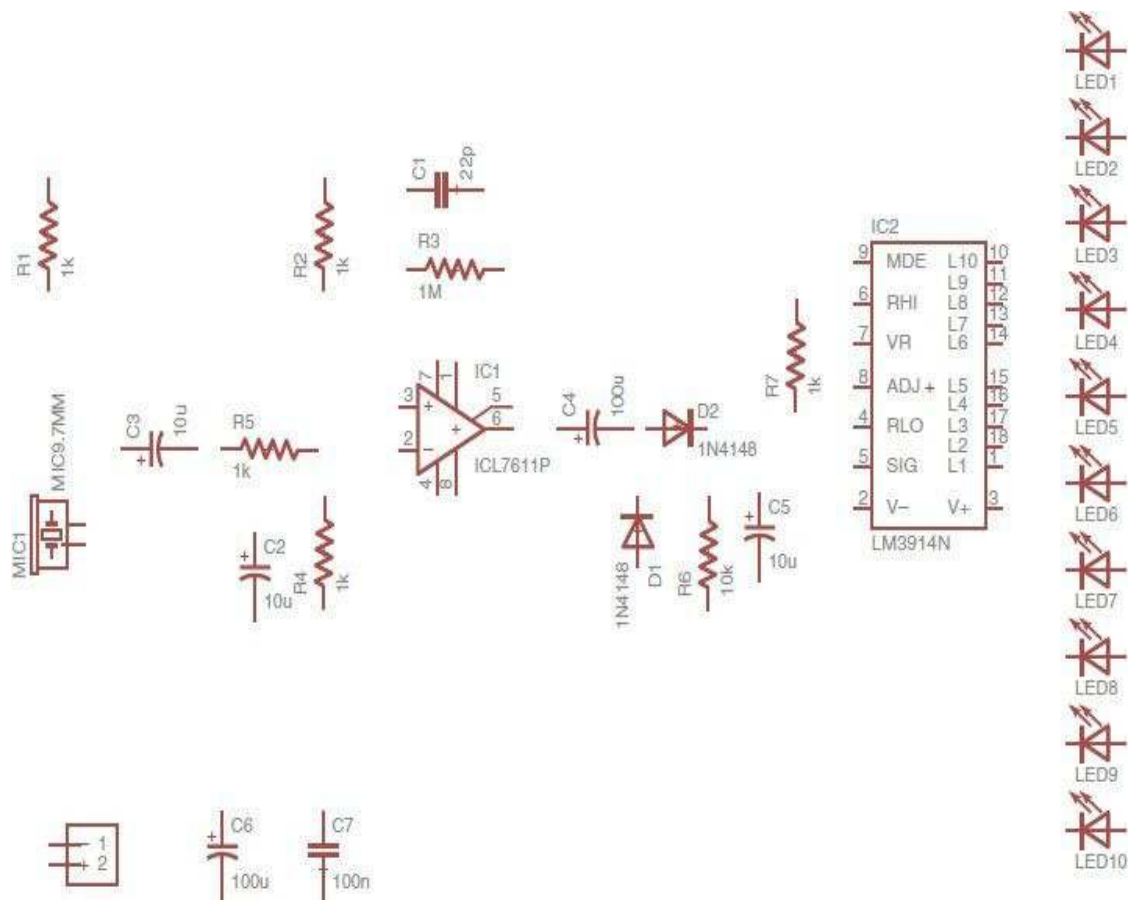 LED1
LED2
C1
22p
R1
1k
R2
1k
R3
1M
IC2
LED3
9 MDE L10 10
L9 11
6 RHI L8 12
L7 13
7 VR L6 14
LED4
R7
1k
8 ADJ + L5 15
L4 16
4 RLO L3 17
L2 18
5 SIG L1 1
2 V- V+ 3
LM3914N
LED5
7
1
IC1
3
+
5
6
+
2
-
4
8
ICL7611P
C4
100u
+
D2
1N4148
MIC9.7MM
MIC1
C3
10u
+
R5
1k
LED6
+
C2
10u
R4
1k
1N4148
D1
R6
10k
+
C5
10u
LED7
LED8
LED9
- 1
+ 2
+
C6
100u
C7
100n
LED10